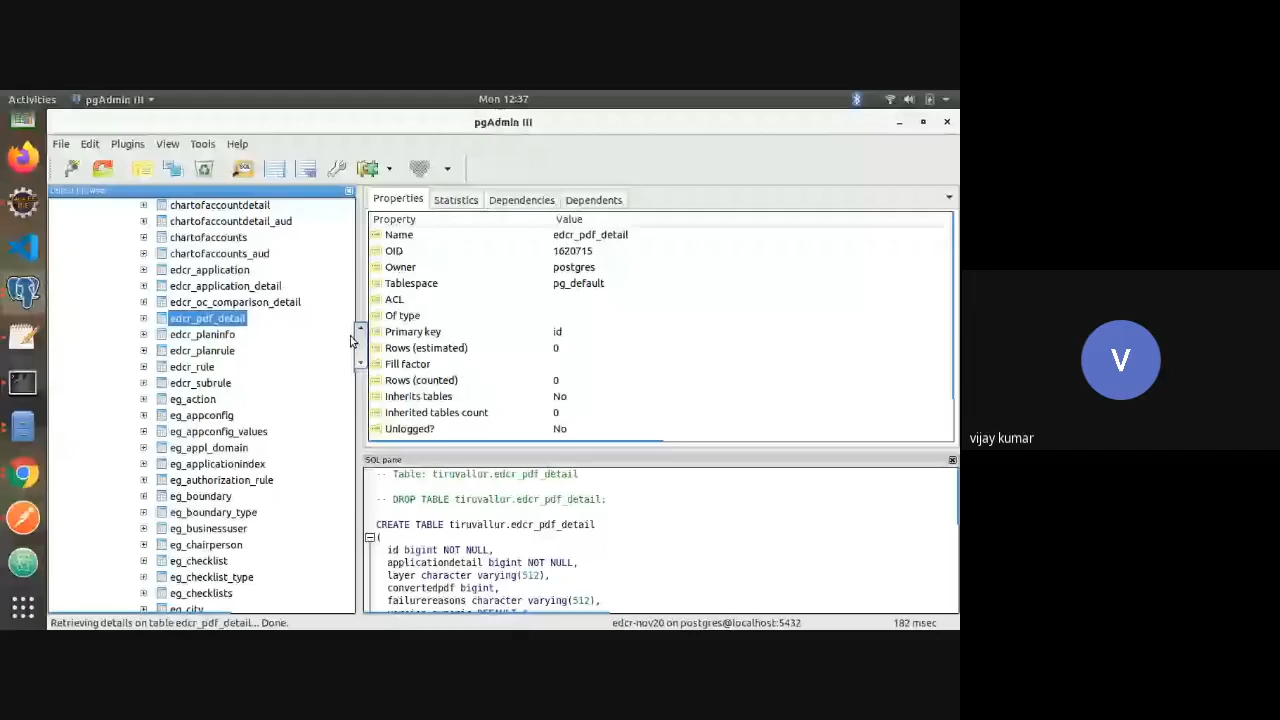 Activities
pgAdmin III
Mon 12:37
pgAdmin III
File Edit Plugins View Tools Help
chartofaccountdetail
chartofaccountdetail_aud
chartofaccounts
chartofaccounts_aud
edcr_application
edcr_application_detail
edcr_oc_comparison_detail
edcr_pdf_detail
edcr_planinfo
edcr_planrule
edcr_rule
edcr_subrule
eg_action
eg_appconfig
eg_appconfig_values
eg_appl_domain
eg_applicationindex
eg_authorization_rule
eg_boundary
eg_boundary_type
eg_businessuser
eg_chairperson
eg_checklist
eg_checklist_type
eg_checklists
eg_city
Properties Statistics Dependencies Dependents
Property Value
Name edcr_pdf_detail
OID 1620715
Owner postgres
Tablespace pg_default
ACL
Of type
Primary key id
Rows (estimated) 0
Fill factor
Rows (counted) 0
Inherits tables No
Inherited tables count 0
Unlogged? No
SQL pane
-- Table: tiruvallur.edcr_pdf_detail
-- DROP TABLE tiruvallur.edcr_pdf_detail;
CREATE TABLE tiruvallur.edcr_pdf_detail
(
id bigint NOT NULL,
applicationdetail bigint NOT NULL,
layer character varying(512),
convertedpdf bigint,
failurereasons character varying(512),
Retrieving details on table edcr_pdf_detail... Done.
edcr-nov20 on postgres@localhost:5432
182 msec
V
vijay kumar